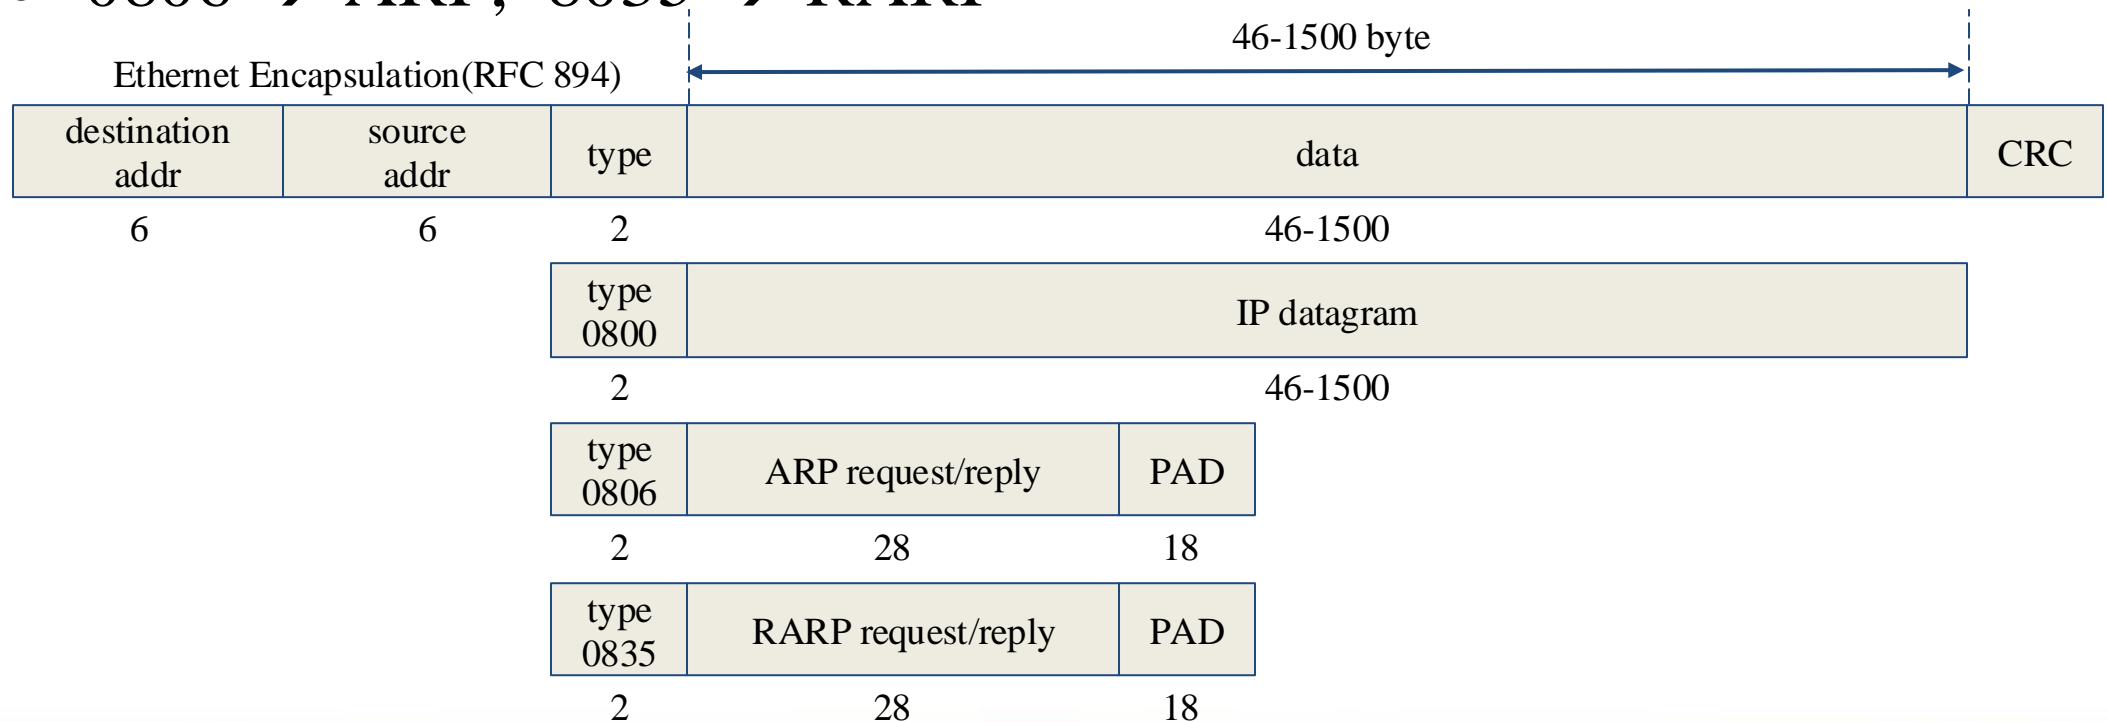 46-1500 byte
Ethernet Encapsulation(RFC 894)
destination
addr
source
addr
type
data
CRC
6
6
2
46-1500
type
0800
IP datagram
2
46-1500
type
0806
ARP request/reply
PAD
2
28
18
type
0835
RARP request/reply
PAD
2
28
18